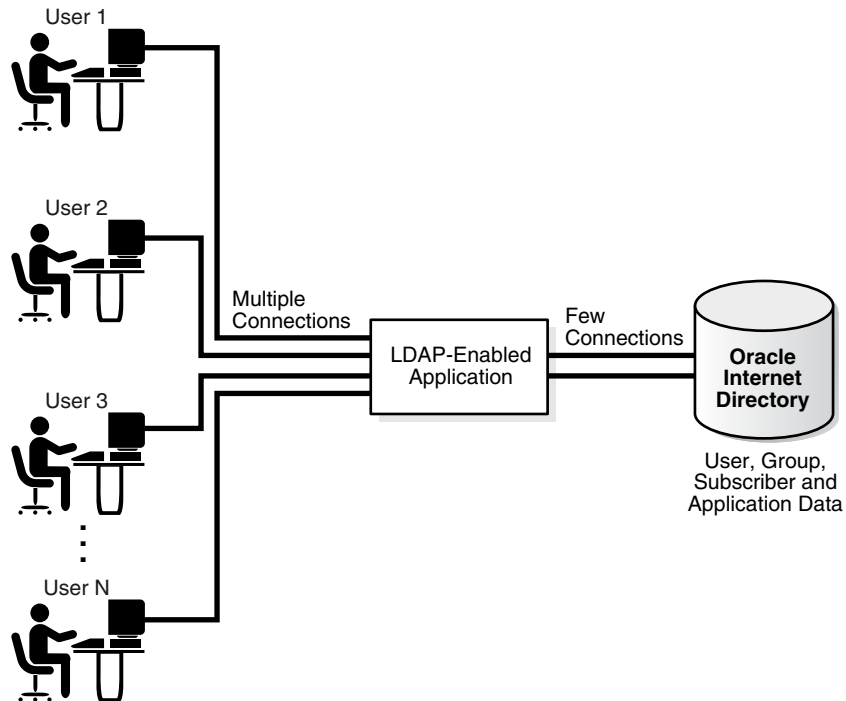 User 1
User 2
Multiple
Connections
LDAP-Enabled
Application
Few
Connections
Oracle
Internet
Directory
User, Group,
Subscriber and
Application Data
User 3
User N